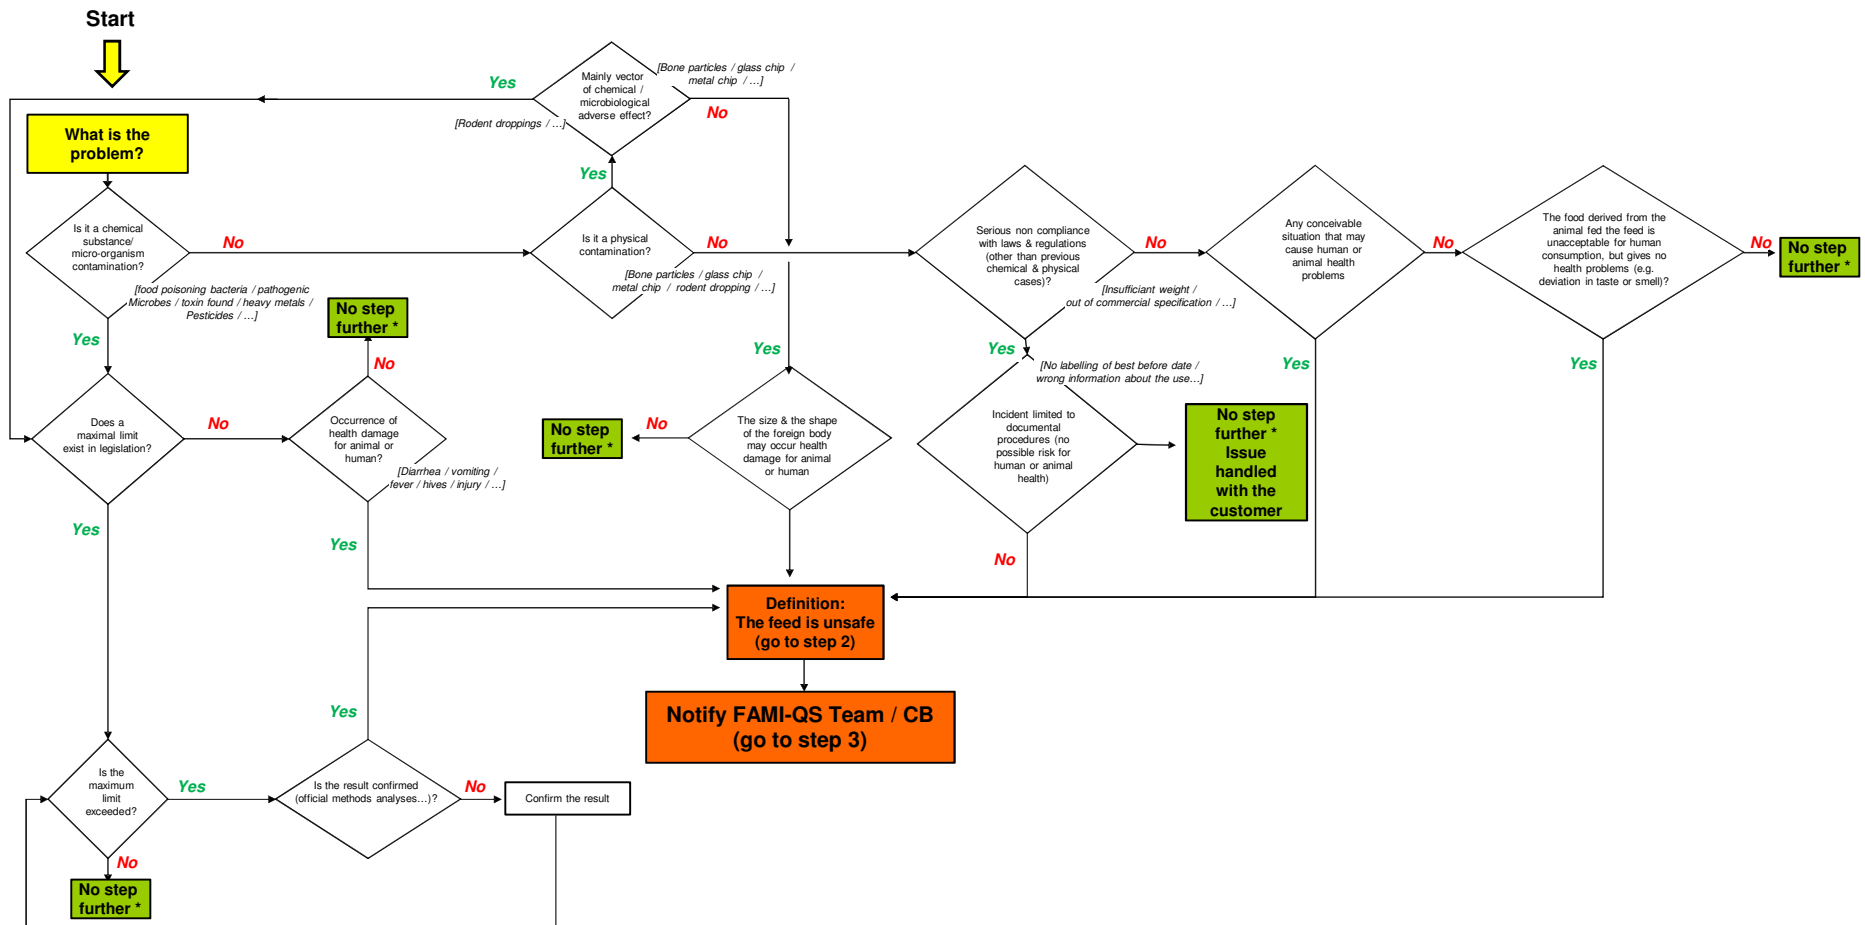 Start
What is the
problem?
Is it a chemical
substance/
micro-organism
contamination?
[food poisoning bacteria / pathogenic
Microbes / toxin found / heavy metals /
Pesticides / ...]
No
Yes
Yes
Mainly vector
of chemical /
microbiological
adverse effect?
[Bone particles / glass chip /
metal chip / ...]
[Rodent droppings / ...]
No
Yes
Is it a physical
contamination?
[Bone particles / glass chip /
metal chip / rodent dropping / ...]
No
Serious non compliance
with laws & regulations
(other than previous
chemical & physical
cases)?
[Insufficient weight /
out of commercial specification / ...]
No
Yes
Any conceivable
situation that may
cause human or
animal health
problems
No
Yes
The food derived from the
animal fed the feed is
unacceptable for human
consumption, but gives no
health problems (e.g.
deviation in taste or smell)?
No
Yes
No step
further *
Does a
maximal limit
exist in legislation?
No
Yes
No step
further *
No
Occurrence of
health damage
for animal or
human?
[Diarrhea / vomiting /
fever / hives / injury / ...]
Yes
No step
further *
No
Yes
The size & the shape
of the foreign body
may occur health
damage for animal
or human
[No labelling of best before date /
wrong information about the use...]
Incident limited to
documental
procedures (no
possible risk for
human or animal
health)
No
No step
further *
Issue
handled
with the
customer
Definition:
The feed is unsafe
(go to step 2)
Notify FAMI-QS Team / CB
(go to step 3)
Is the
maximum
limit
exceeded?
Yes
No
No step
further *
Yes
Is the result confirmed
(official methods analyses...)?
No
Confirm the result